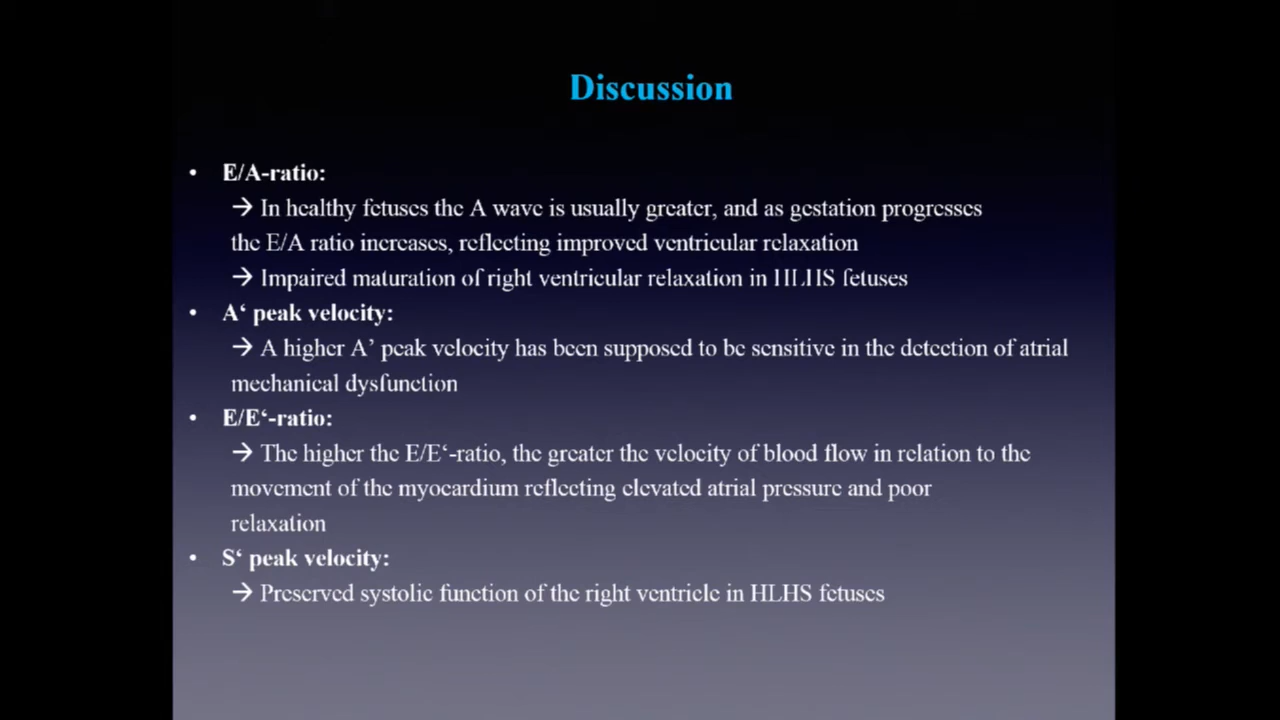 Discussion
• E/A-ratio:
→ In healthy fetuses the A wave is usually greater, and as gestation progresses
the E/A ratio increases, reflecting improved ventricular relaxation
→ Impaired maturation of right ventricular relaxation in HLHS fetuses
• A‘ peak velocity:
→ A higher A’ peak velocity has been supposed to be sensitive in the detection of atrial
mechanical dysfunction
• E/E‘-ratio:
→ The higher the E/E‘-ratio, the greater the velocity of blood flow in relation to the
movement of the myocardium reflecting elevated atrial pressure and poor
relaxation
• S‘ peak velocity:
→ Preserved systolic function of the right ventricle in HLHS fetuses